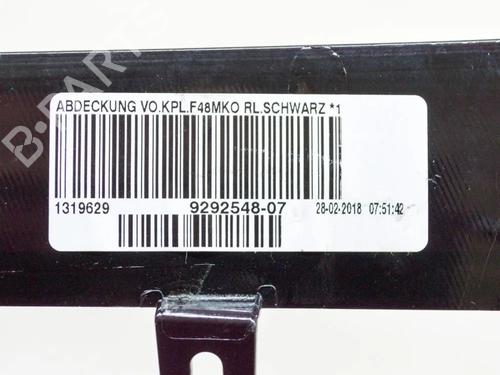 ABDECKUNG VO.KPL.F48MKO RL.SCHWARZ *1
1319629 9292548-07 28-02-2018 07:51:42
B-PARTS